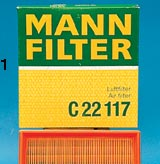 1
MANN
FILTER
Luftfilter
Air filter
C 22 117